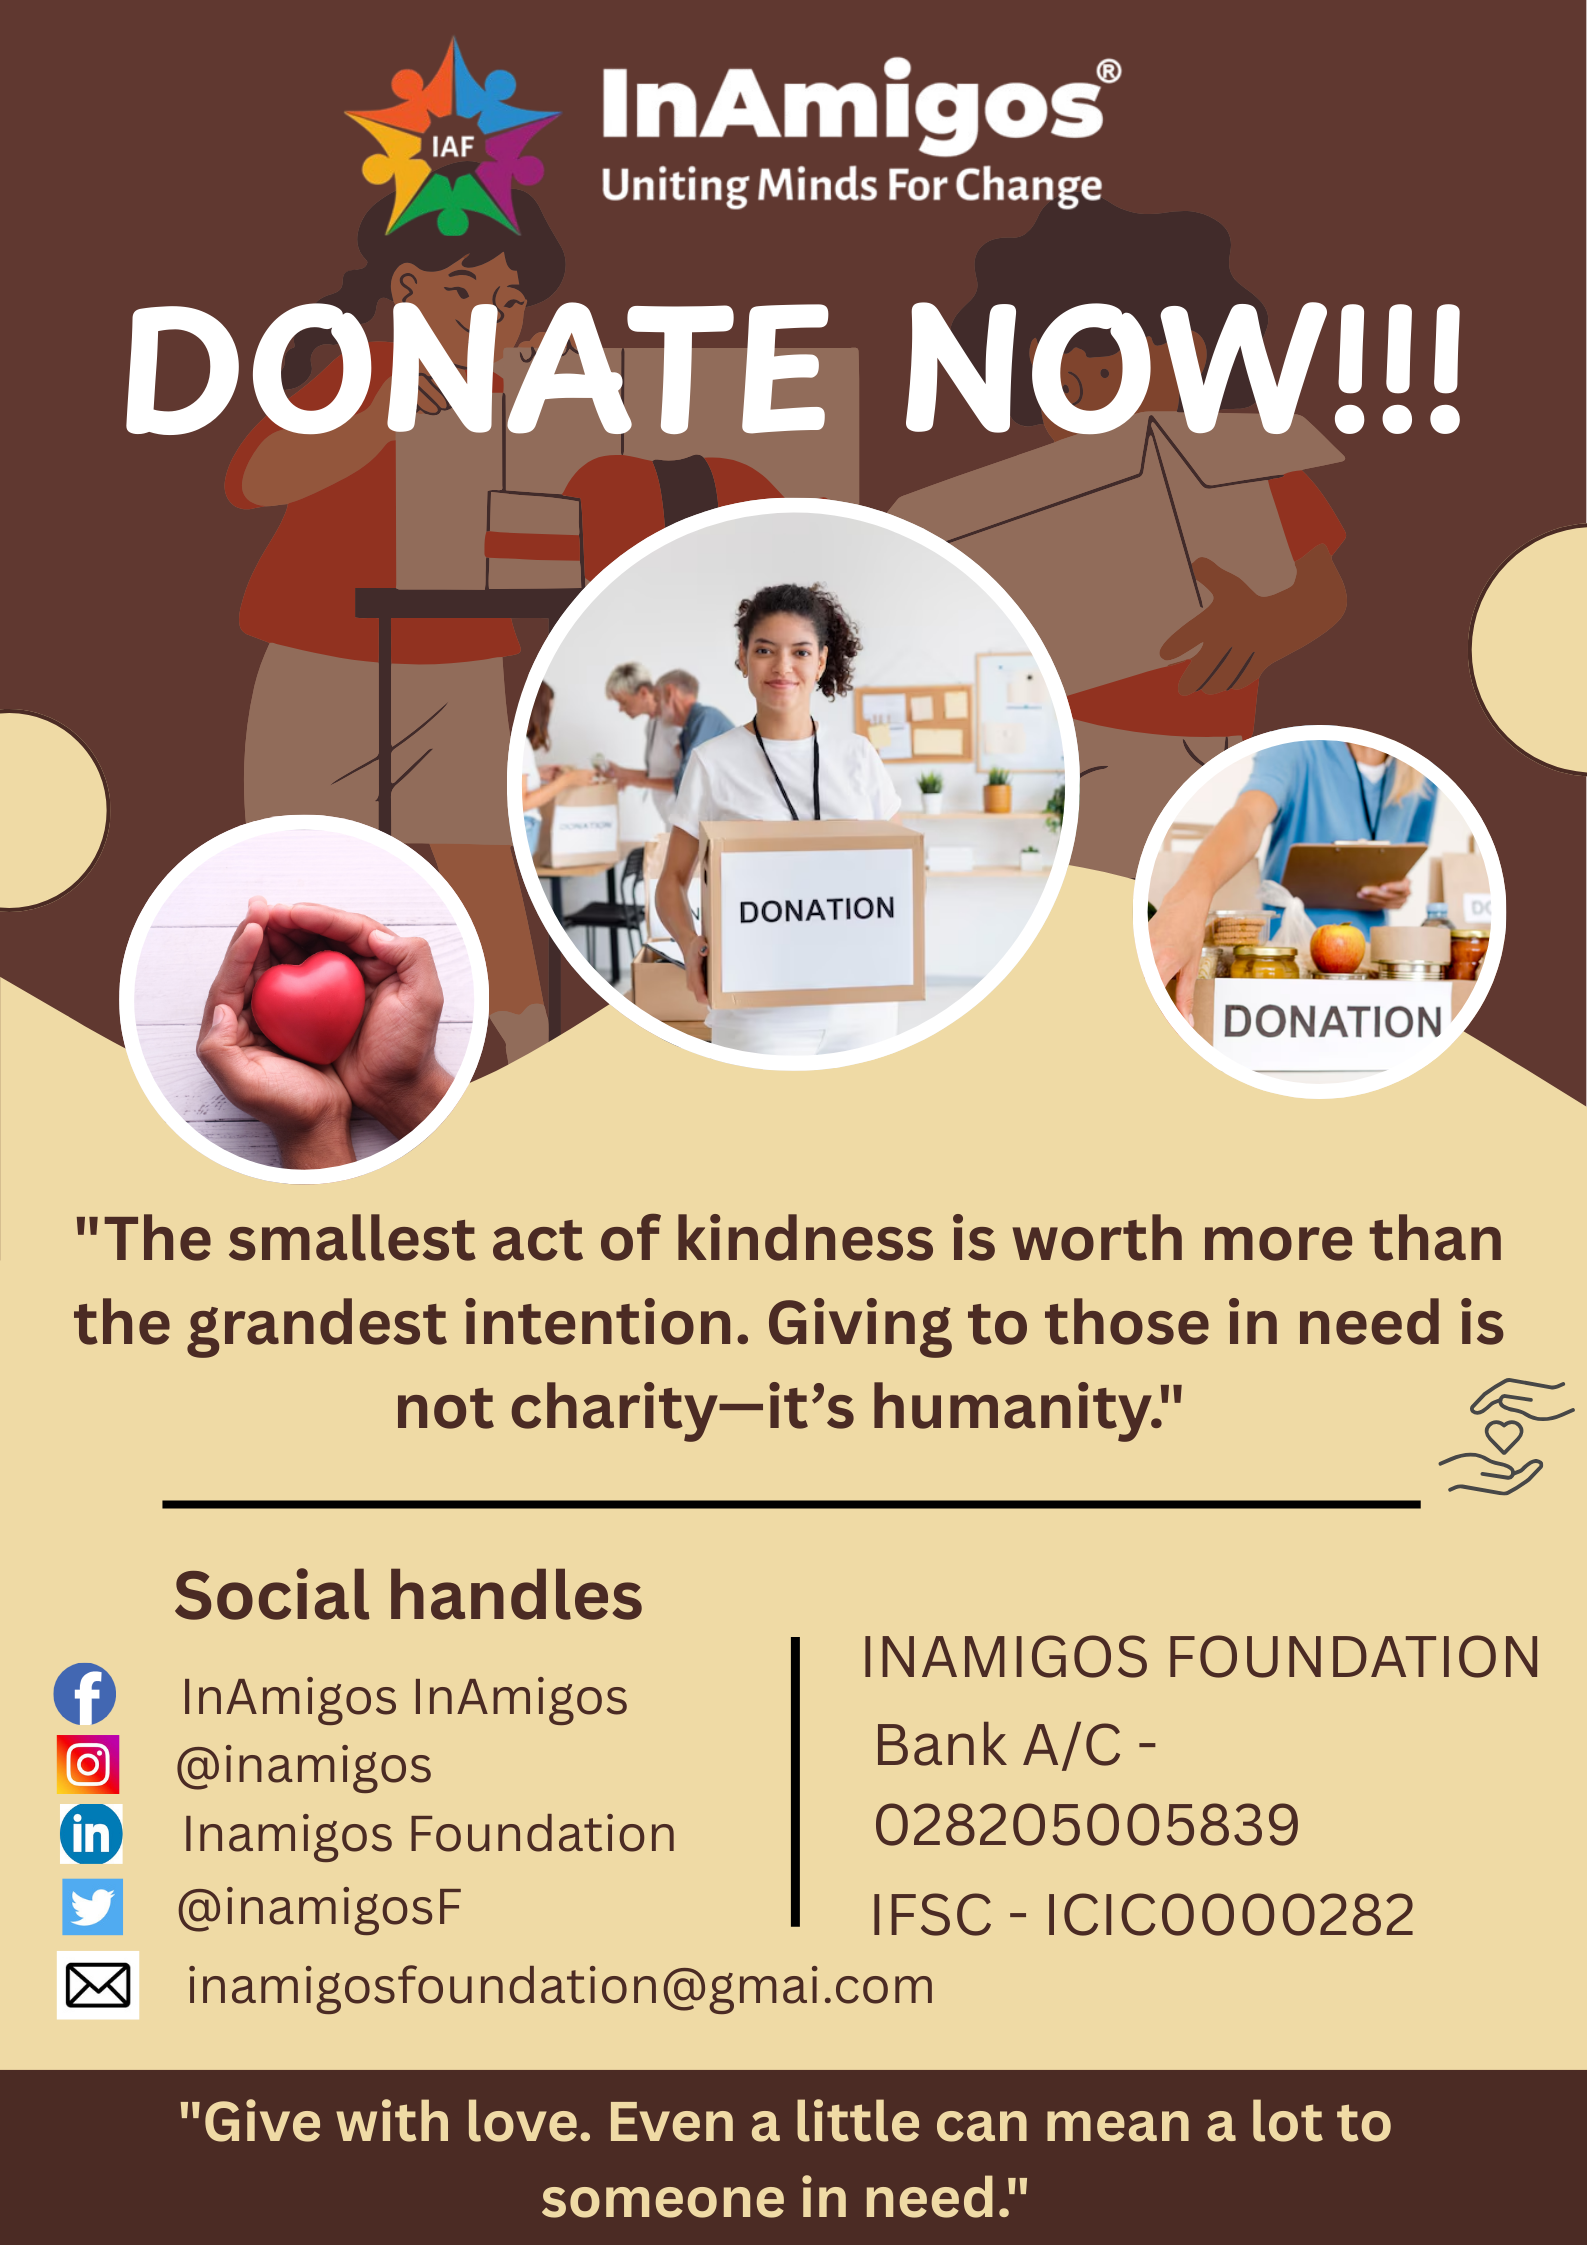 IAF
InAmigos®
Uniting Minds For Change
DONATE NOW!!!
DONATION
DONATION
DONATION
"The smallest act of kindness is worth more than
the grandest intention. Giving to those in need is
not charity—it’s humanity."
Social handles
InAmigos InAmigos
@inamigos
Inamigos Foundation
@inamigosF
inamigosfoundation@gmai.com
INAMIGOS FOUNDATION
Bank A/C -
028205005839
IFSC - ICIC0000282
"Give with love. Even a little can mean a lot to
someone in need."